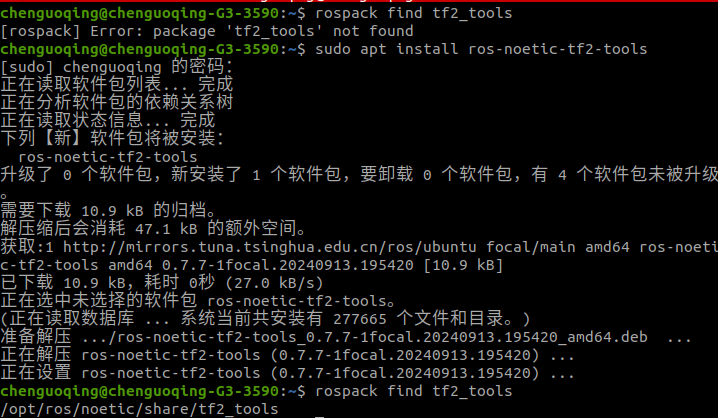 chenguoqing@chenguoqing-G3-3590:~$ rospack find tf2_tools
[rospack] Error: package 'tf2_tools' not found
chenguoqing@chenguoqing-G3-3590:~$ sudo apt install ros-noetic-tf2-tools
[sudo] chenguoqing 的密码：
正在读取软件包列表... 完成
正在分析软件包的依赖关系树
正在读取状态信息... 完成
下列【新】软件包将被安装：
  ros-noetic-tf2-tools
升级了 0 个软件包，新安装了 1 个软件包，要卸载 0 个软件包，有 4 个软件包未被升级
。
需要下载 10.9 kB 的归档。
解压缩后会消耗 47.1 kB 的额外空间。
获取:1 http://mirrors.tuna.tsinghua.edu.cn/ros/ubuntu focal/main amd64 ros-noeti
c-tf2-tools amd64 0.7.7-1focal.20240913.195420 [10.9 kB]
已下载 10.9 kB，耗时 0秒 (27.0 kB/s)
正在选中未选择的软件包 ros-noetic-tf2-tools。
(正在读取数据库 ... 系统当前共安装有 277665 个文件和目录。)
准备解压 .../ros-noetic-tf2-tools_0.7.7-1focal.20240913.195420_amd64.deb  ...
正在解压 ros-noetic-tf2-tools (0.7.7-1focal.20240913.195420) ...
正在设置 ros-noetic-tf2-tools (0.7.7-1focal.20240913.195420) ...
chenguoqing@chenguoqing-G3-3590:~$ rospack find tf2_tools
/opt/ros/noetic/share/tf2_tools